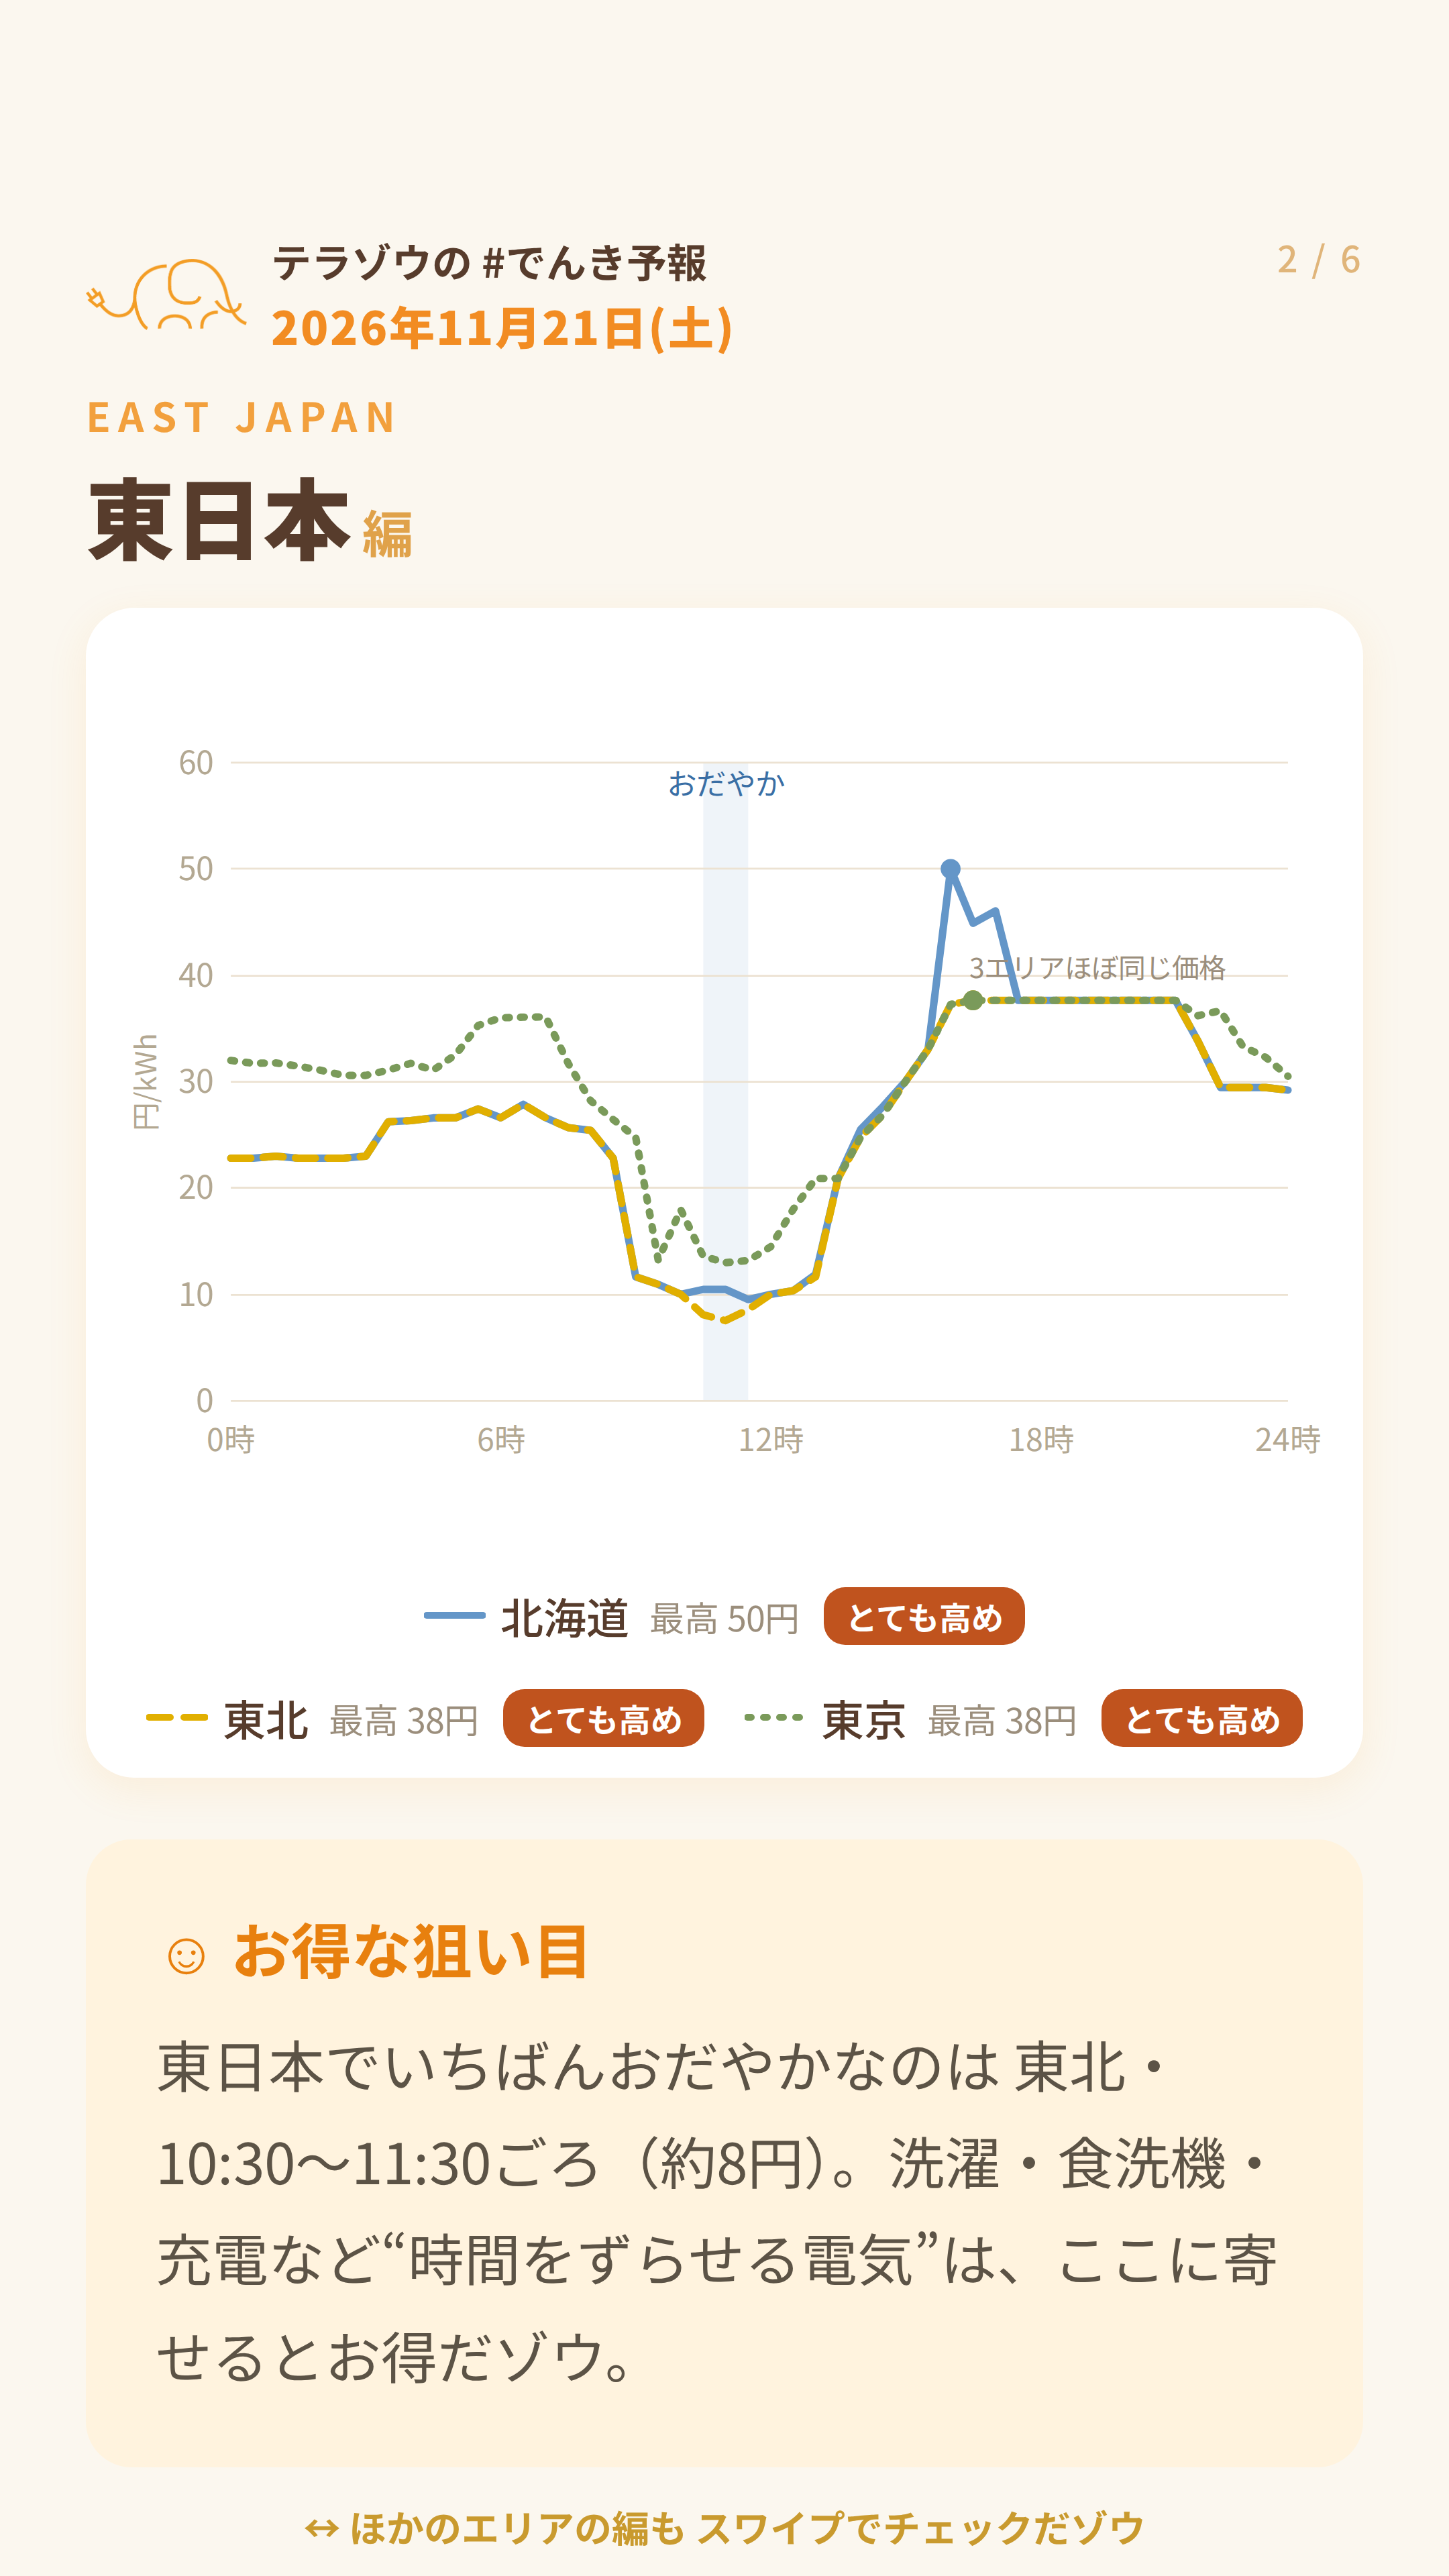 テラゾウの #でんき予報
2026年11月21日(土)
2 / 6
EAST JAPAN
東日本 編
60
おだやか
50
40
3エリアほぼ同じ価格
円/kWh
30
20
10
0
0時 6時 12時 18時 24時
北海道 最高 50円 とても高め
東北 最高 38円 とても高め 東京 最高 38円 とても高め
☺ お得な狙い目
東日本でいちばんおだやかなのは 東北・
10:30〜11:30ごろ（約8円）。洗濯・食洗機・
充電など“時間をずらせる電気”は、ここに寄
せるとお得だゾウ。
↔ ほかのエリアの編も スワイプでチェックだゾウ